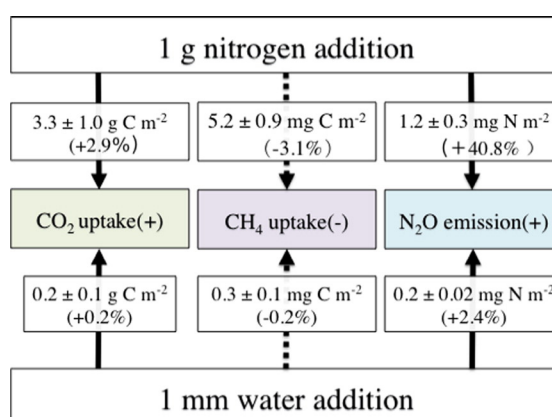 1 g nitrogen addition
3.3 ± 1.0 g C m⁻² 5.2 ± 0.9 mg C m⁻² 1.2 ± 0.3 mg N m⁻²
(+2.9%) (-3.1%) (+40.8% )
CO₂ uptake(+) CH₄ uptake(-) N₂O emission(+)
0.2 ± 0.1 g C m⁻² 0.3 ± 0.1 mg C m⁻² 0.2 ± 0.02 mg N m⁻²
(+0.2%) (-0.2%) (+2.4%)
1 mm water addition